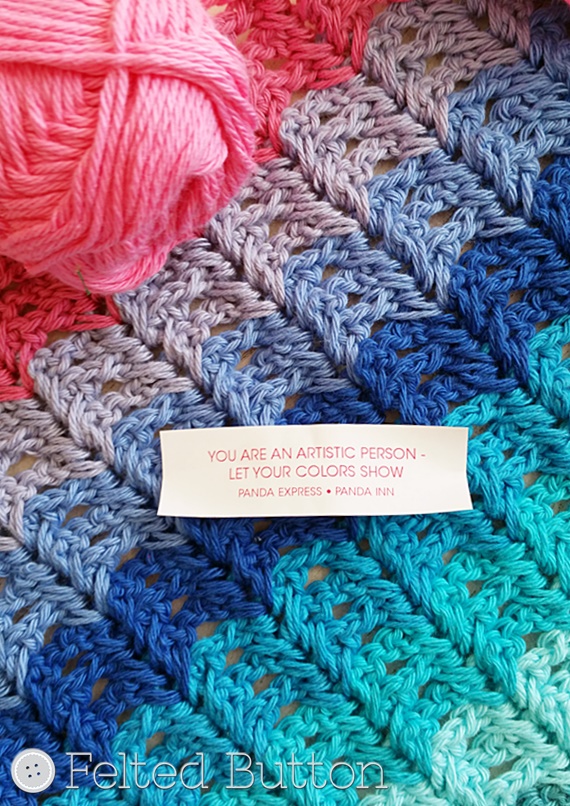 YOU ARE AN ARTISTIC PERSON -
LET YOUR COLORS SHOW
PANDA EXPRESS • PANDA INN
Felted Button